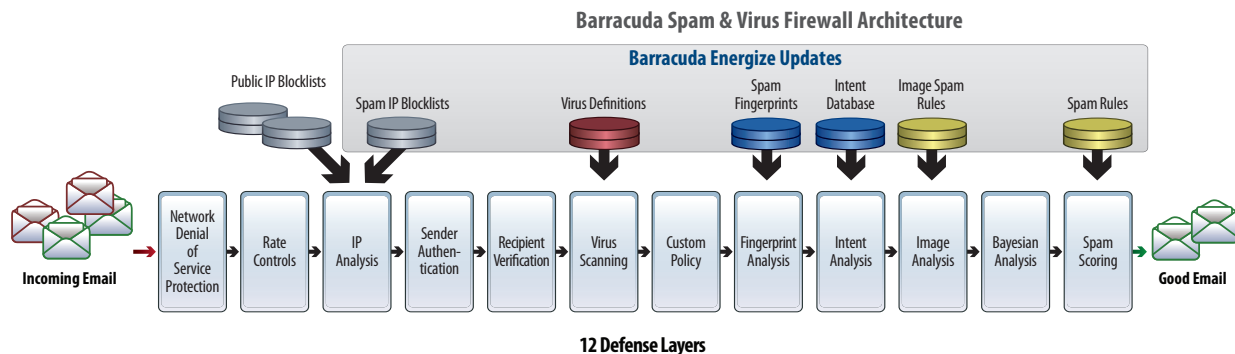 Barracuda Spam & Virus Firewall Architecture
Barracuda Energize Updates
Public IP Blocklists
Spam IP Blocklists
Virus Definitions
Spam
Fingerprints
Intent
Database
Image Spam
Rules
Spam Rules
Incoming Email
Network
Denial
of
Service
Protection
Rate
Controls
IP
Analysis
Sender
Authen-
tication
Recipient
Verification
Virus
Scanning
Custom
Policy
Fingerprint
Analysis
Intent
Analysis
Image
Analysis
Bayesian
Analysis
Spam
Scoring
Good Email
12 Defense Layers